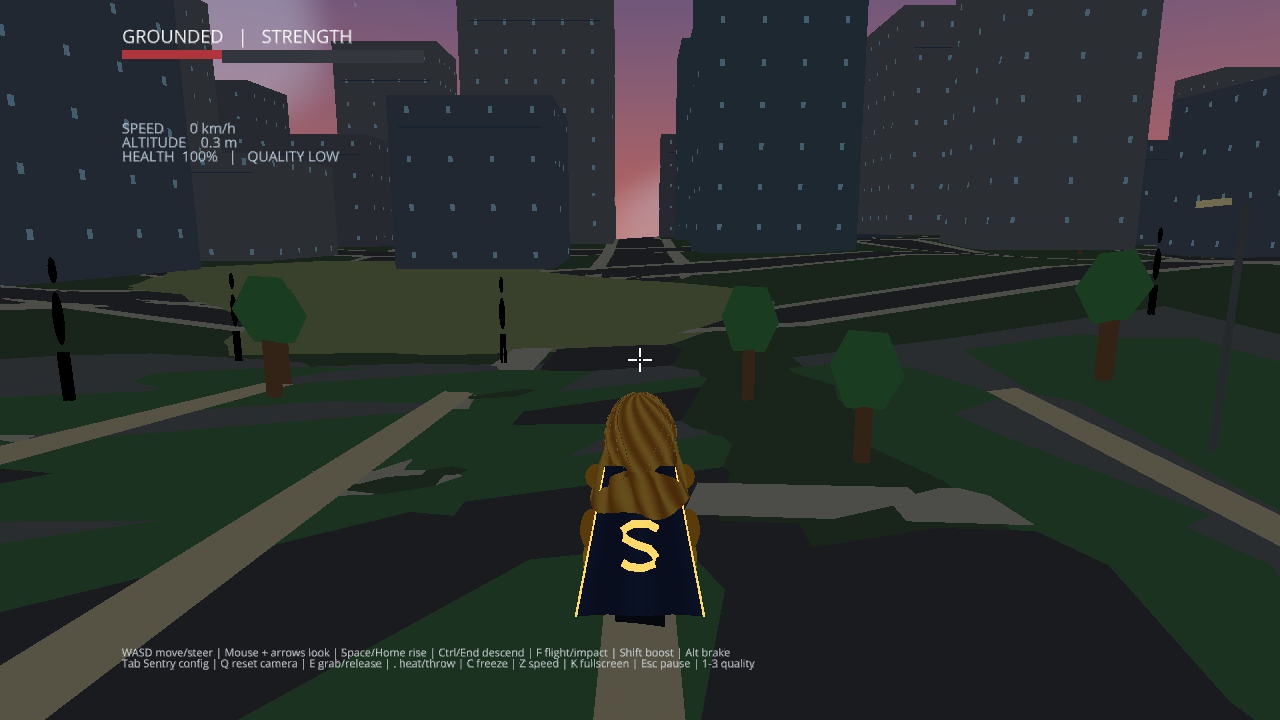 GROUNDED | STRENGTH
SPEED 0 km/h
ALTITUDE 0.3 m
HEALTH 100% | QUALITY LOW
S
WASD move/steer | Mouse + arrows look | Space/Home rise | Ctrl/End descend | F flight/impact | Shift boost | Alt brake
Tab Sentry config | Q reset camera | E grab/release | . heat/throw | C freeze | Z speed | K fullscreen | Esc pause | 1-3 quality